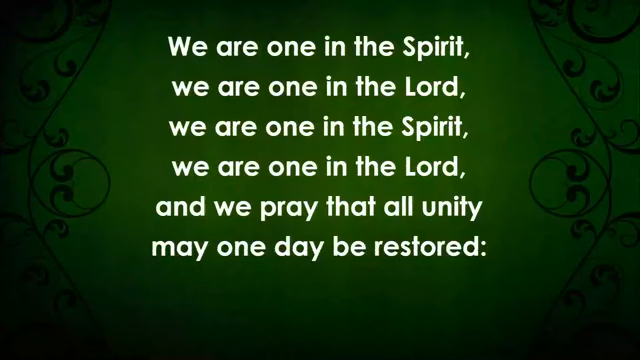 We are one in the Spirit,
we are one in the Lord,
we are one in the Spirit,
we are one in the Lord,
and we pray that all unity
may one day be restored: